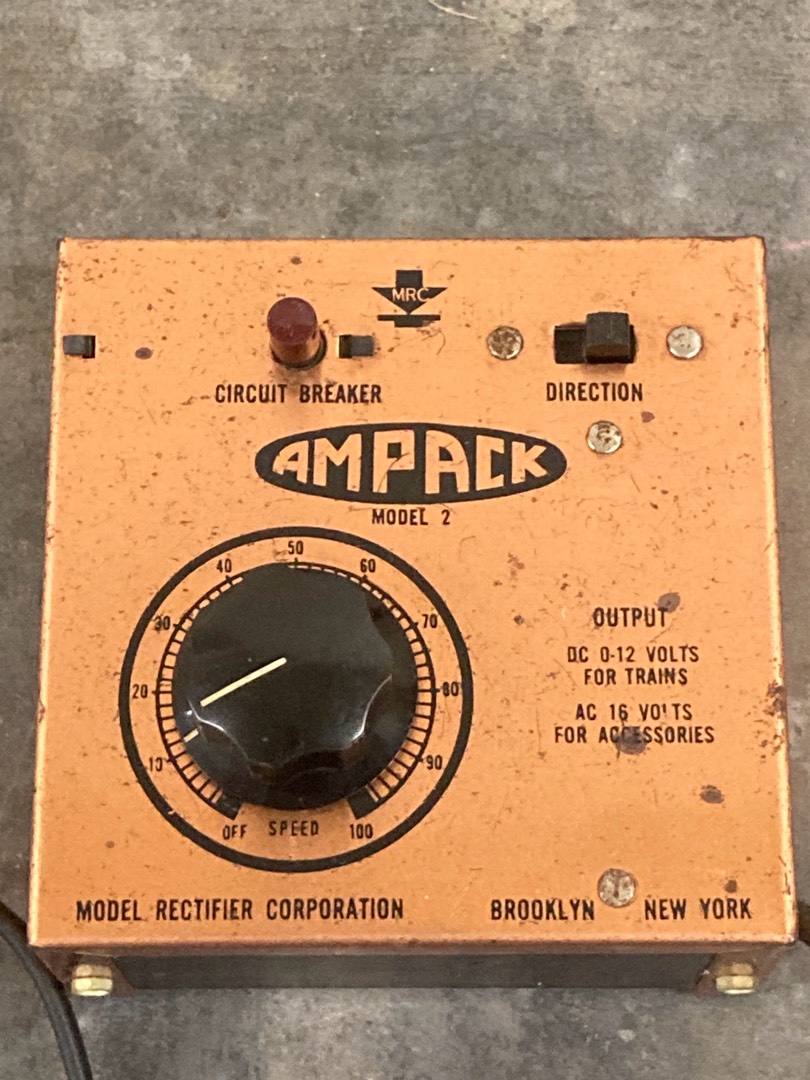 MRC
CIRCUIT BREAKER
DIRECTION
AMPACK
MODEL 2
50
40 60
30 70
20 80
10 90
OFF SPEED 100
OUTPUT
DC 0-12 VOLTS
FOR TRAINS
AC 16 VOLTS
FOR ACCESSORIES
MODEL RECTIFIER CORPORATION BROOKLYN NEW YORK